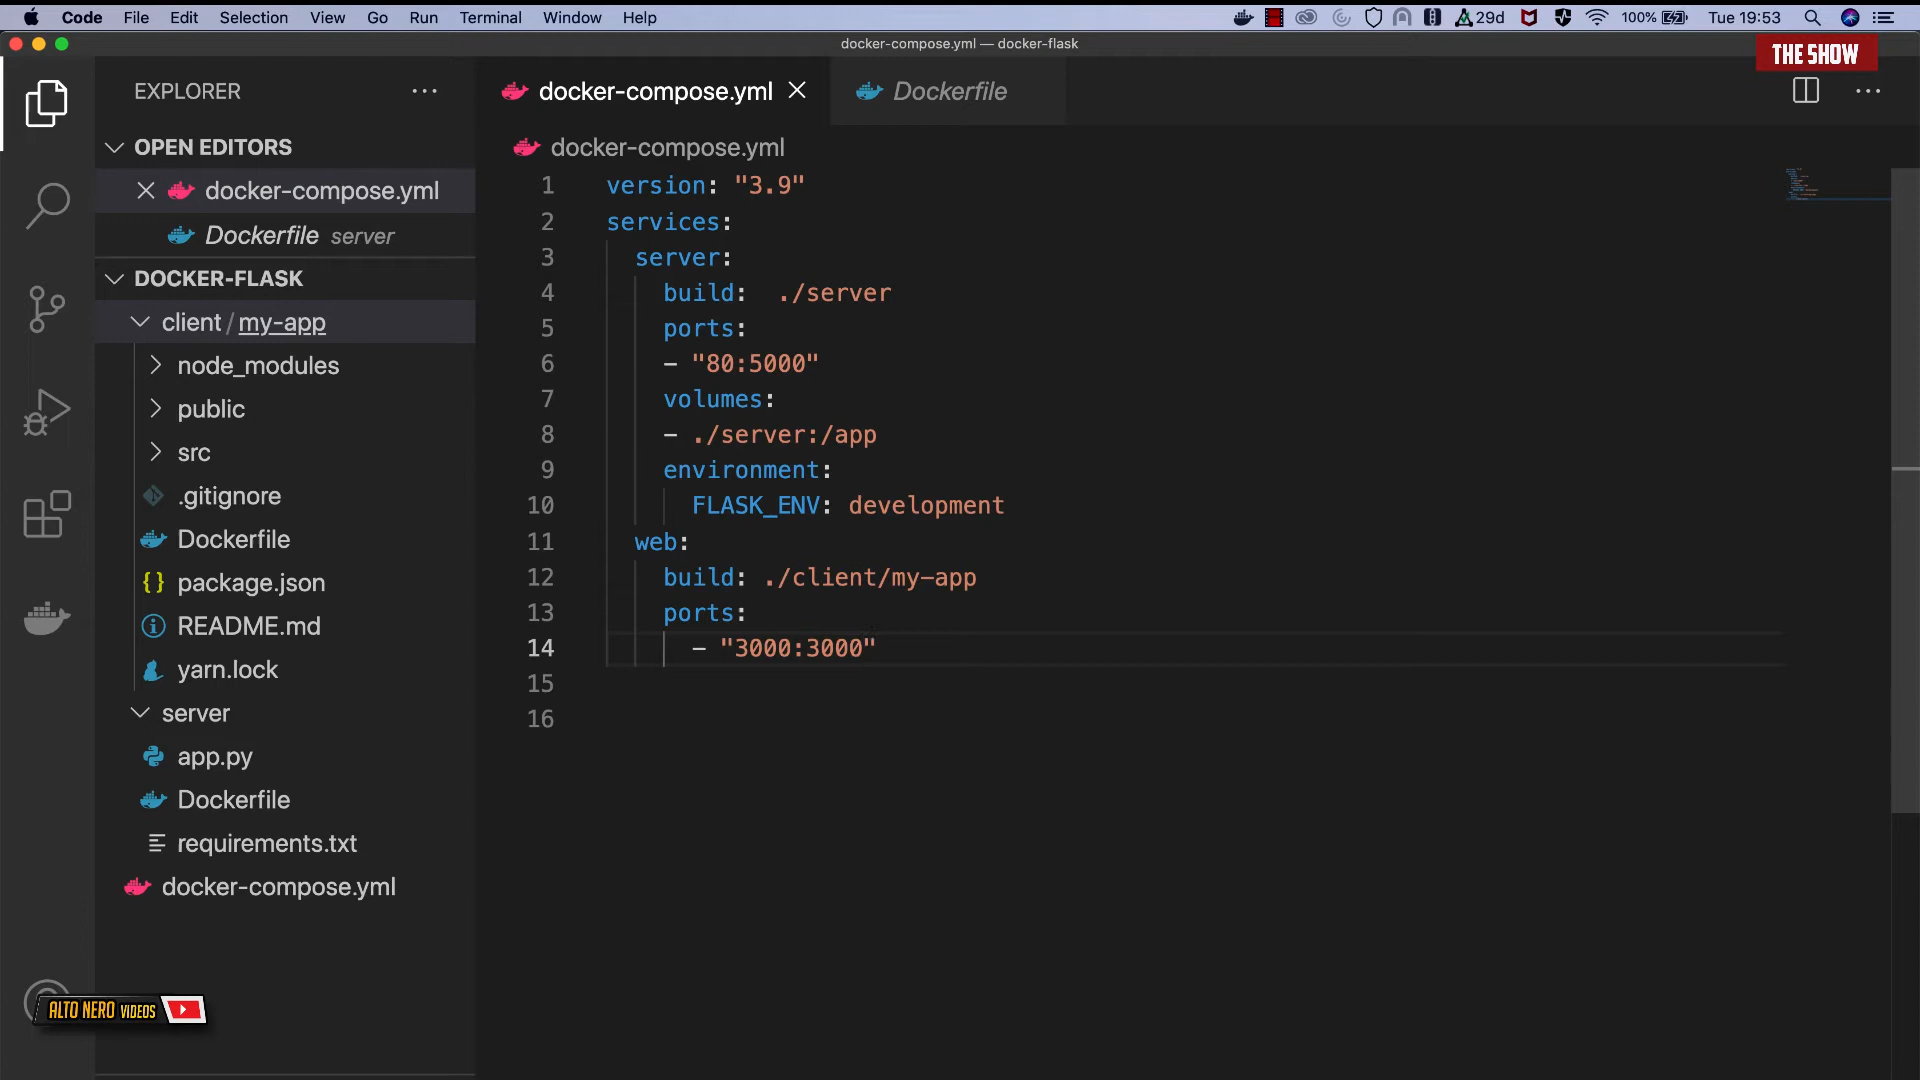 Code File Edit Selection View Go Run Terminal Window Help 29d 100% Tue 19:53
docker-compose.yml — docker-flask
THE SHOW
EXPLORER
docker-compose.yml
Dockerfile
OPEN EDITORS
docker-compose.yml
Dockerfile server
DOCKER-FLASK
client / my-app
node_modules
public
src
.gitignore
Dockerfile
package.json
README.md
yarn.lock
server
app.py
Dockerfile
requirements.txt
docker-compose.yml
docker-compose.yml
1 version: "3.9"
2 services:
3 server:
4 build:  ./server
5 ports:
6 - "80:5000"
7 volumes:
8 - ./server:/app
9 environment:
10 FLASK_ENV: development
11 web:
12 build: ./client/my-app
13 ports:
14 - "3000:3000"
15
16
ALTO NERO VIDEOS